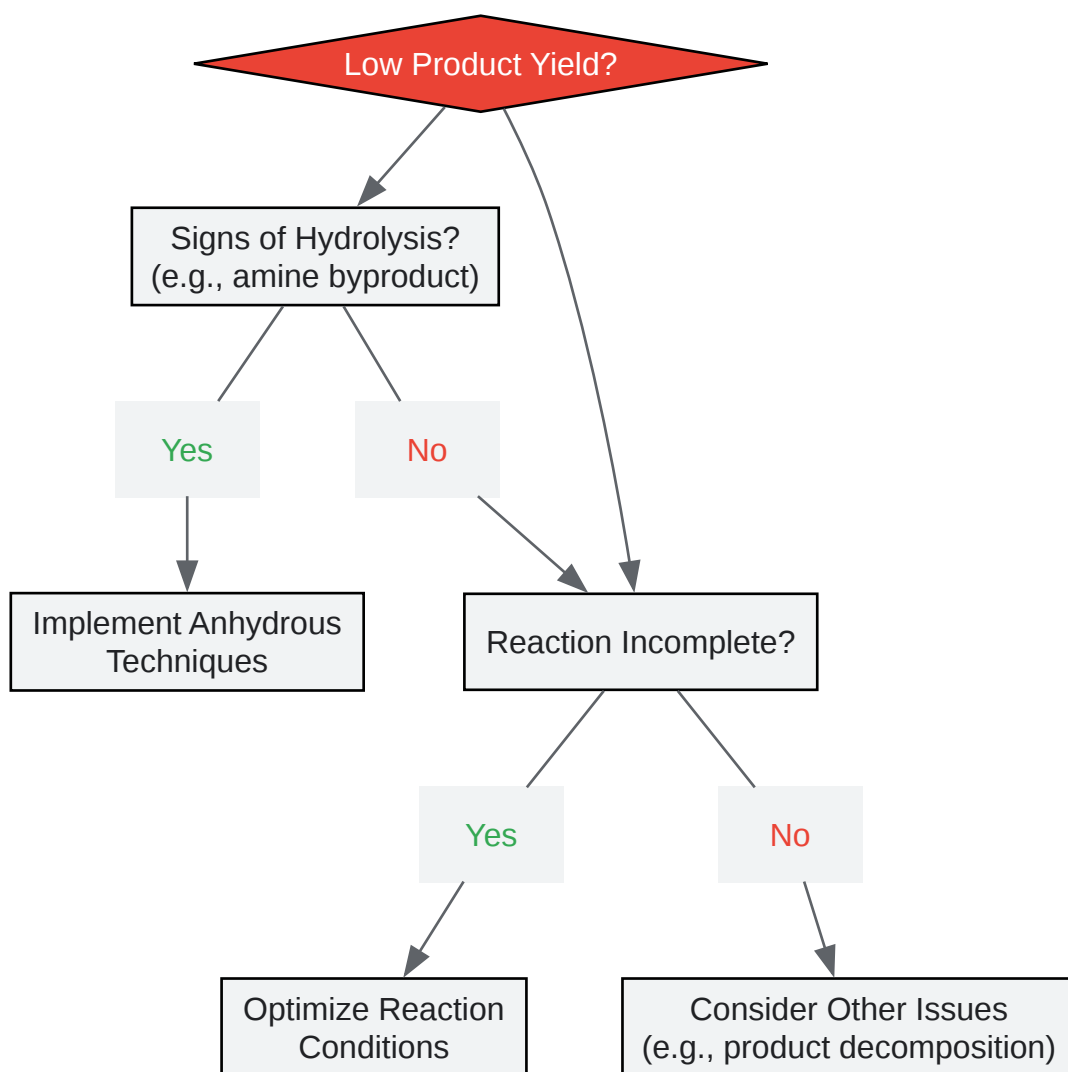 Low Product Yield?
Signs of Hydrolysis?
(e.g., amine byproduct)
Yes
No
Implement Anhydrous
Techniques
Reaction Incomplete?
Yes
No
Optimize Reaction
Conditions
Consider Other Issues
(e.g., product decomposition)